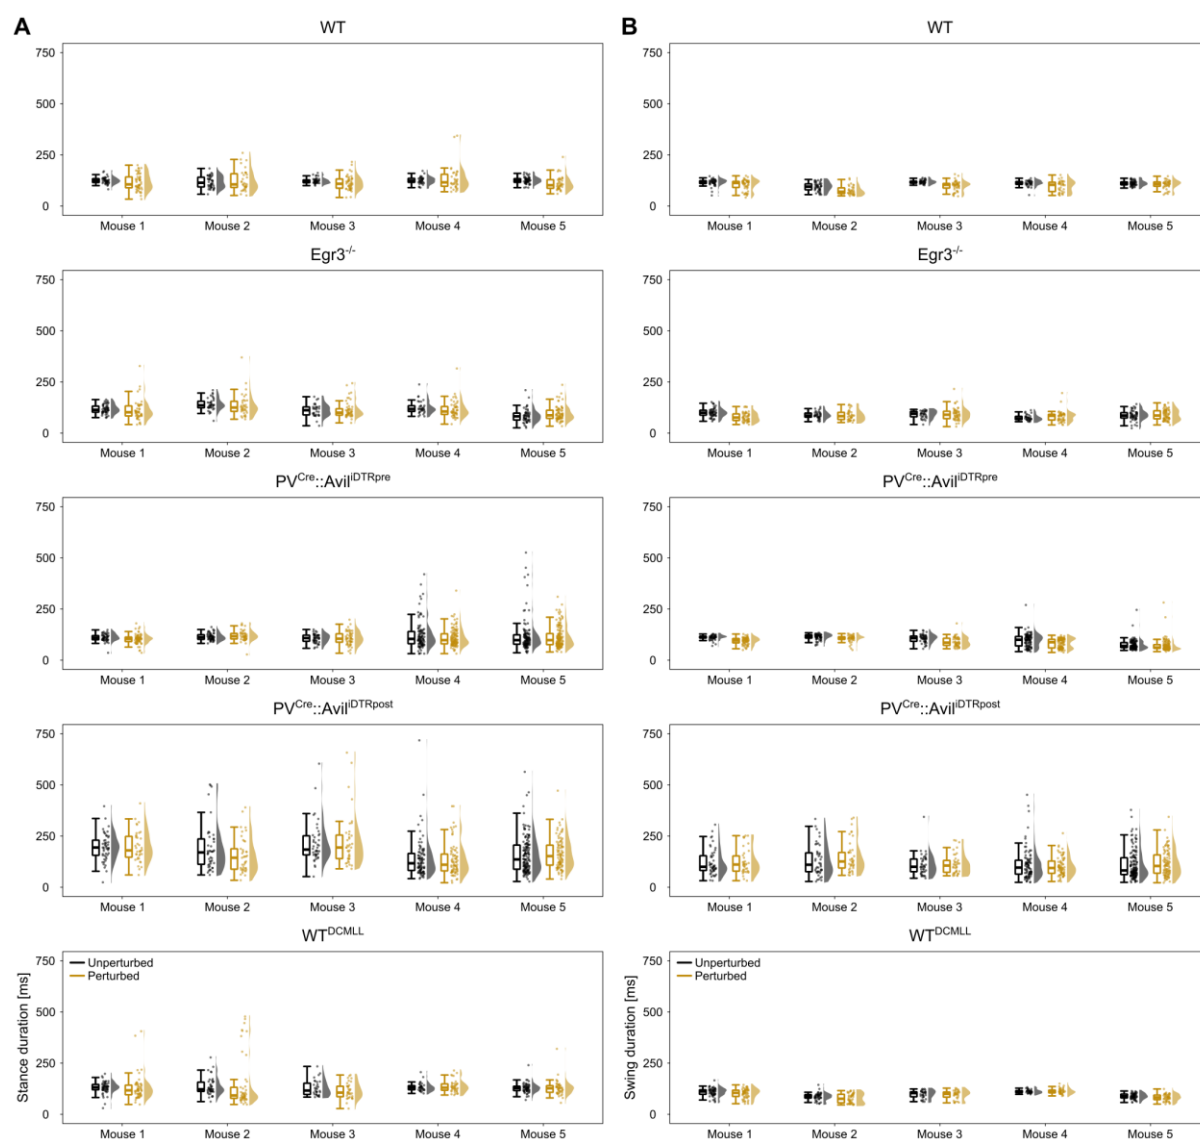 A
WT
750
500
250
0
Mouse 1 Mouse 2 Mouse 3 Mouse 4 Mouse 5
Egr3-/-
750
500
250
0
Mouse 1 Mouse 2 Mouse 3 Mouse 4 Mouse 5
PVCre::AviliDTRpre
750
500
250
0
Mouse 1 Mouse 2 Mouse 3 Mouse 4 Mouse 5
PVCre::AviliDTRpost
750
500
250
0
Mouse 1 Mouse 2 Mouse 3 Mouse 4 Mouse 5
WTDCMLL
Stance duration [ms]
750
500
250
0
Unperturbed
Perturbed
Mouse 1 Mouse 2 Mouse 3 Mouse 4 Mouse 5
B
WT
750
500
250
0
Mouse 1 Mouse 2 Mouse 3 Mouse 4 Mouse 5
Egr3-/-
750
500
250
0
Mouse 1 Mouse 2 Mouse 3 Mouse 4 Mouse 5
PVCre::AviliDTRpre
750
500
250
0
Mouse 1 Mouse 2 Mouse 3 Mouse 4 Mouse 5
PVCre::AviliDTRpost
750
500
250
0
Mouse 1 Mouse 2 Mouse 3 Mouse 4 Mouse 5
WTDCMLL
Swing duration [ms]
750
500
250
0
Unperturbed
Perturbed
Mouse 1 Mouse 2 Mouse 3 Mouse 4 Mouse 5